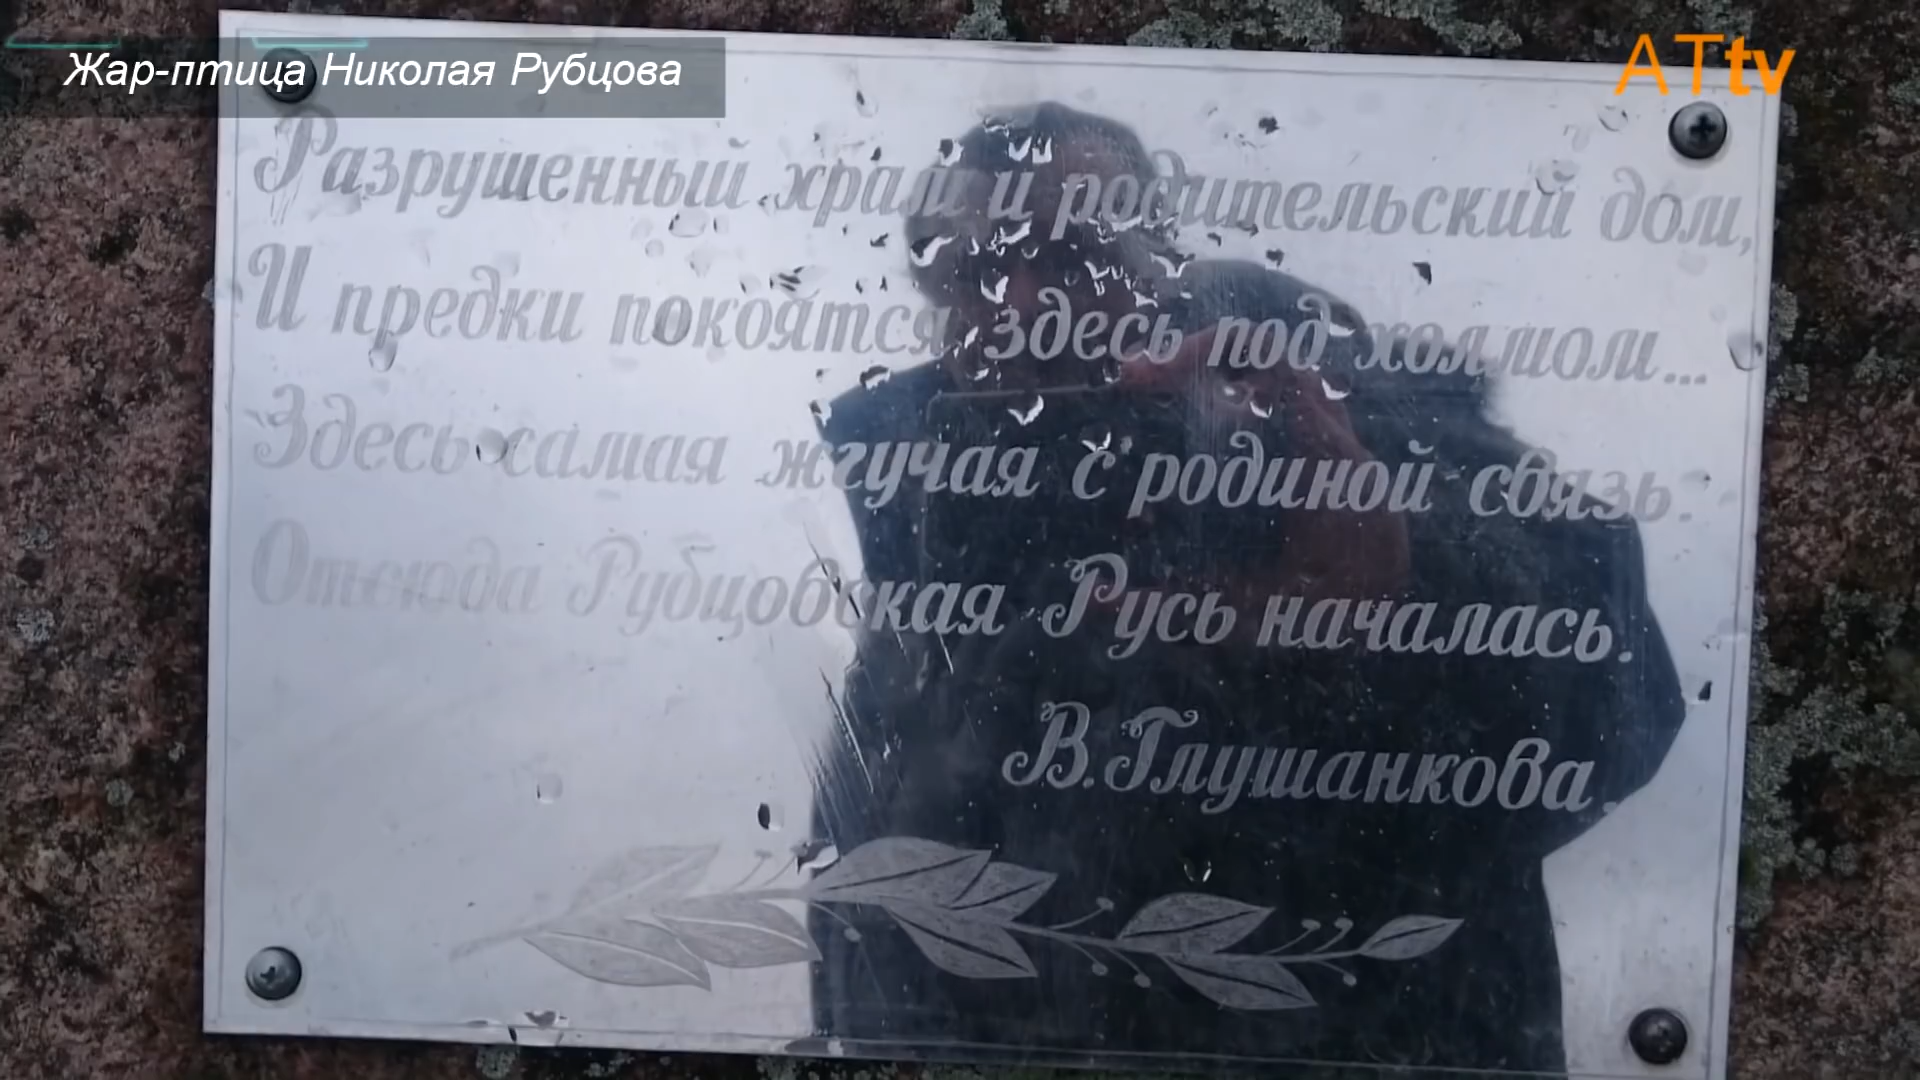 Жар-птица Николая Рубцова
ATtv
Разрушенный храм и родительский дом,
И предки покоятся здесь под холмом...
Здесь самая жгучая с родиной связь.
Отсюда Рубцовская Русь началась.
В.Глушанкова.